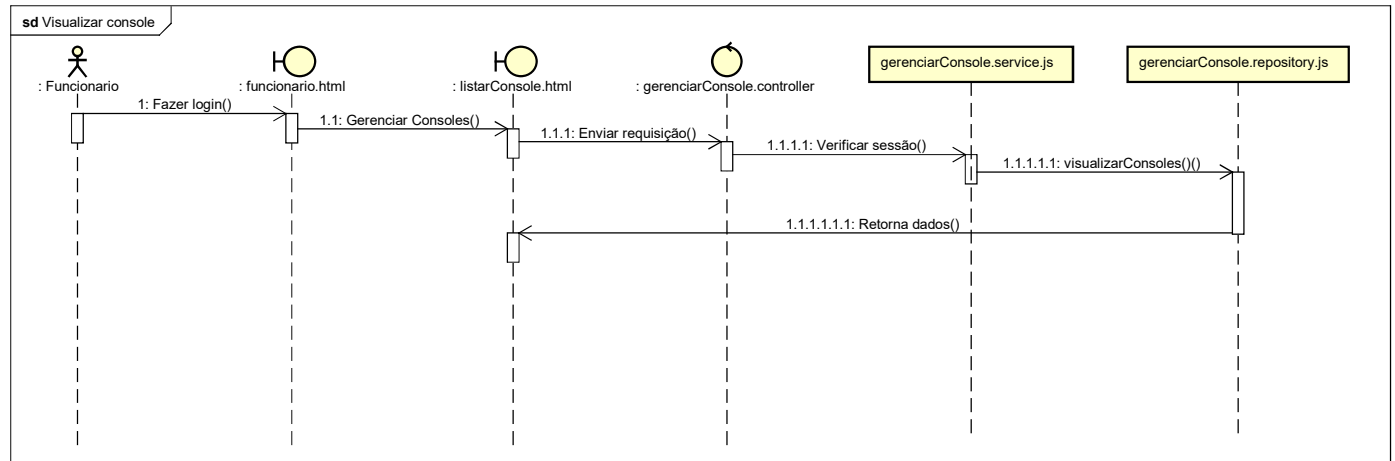 sd Visualizar console
: Funcionario
: funcionario.html
: listarConsole.html
: gerenciarConsole.controller
gerenciarConsole.service.js
gerenciarConsole.repository.js
1: Fazer login()
1.1: Gerenciar Consoles()
1.1.1: Enviar requisição()
1.1.1.1: Verificar sessão()
1.1.1.1.1: visualizarConsoles()()
1.1.1.1.1.1: Retorna dados()